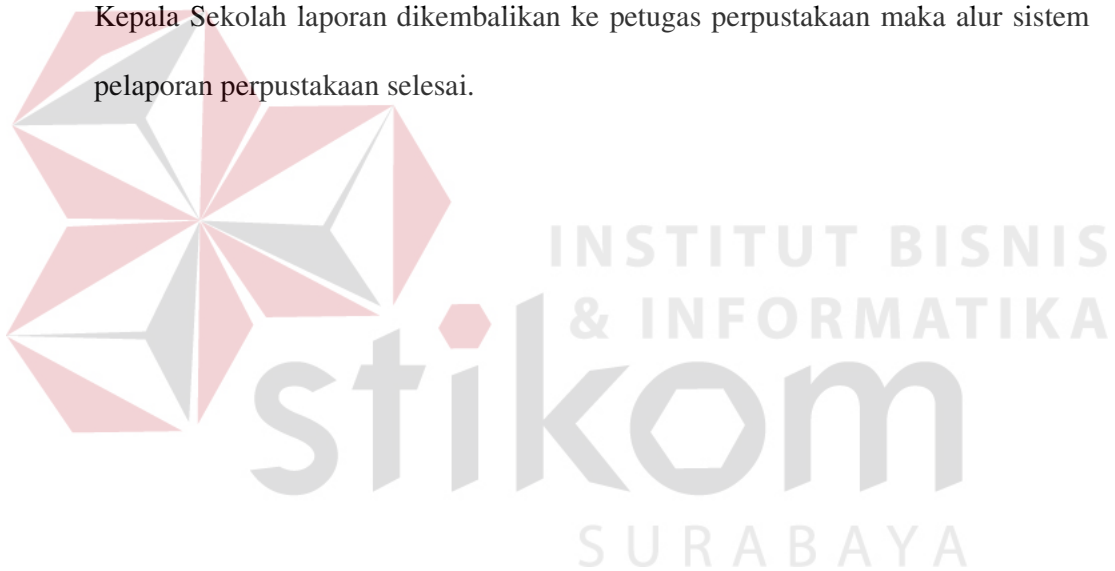 Kepala Sekolah laporan dikembalikan ke petugas perpustakaan maka alur sistem
pelaporan perpustakaan selesai.
INSTITUT BISNIS
& INFORMATIKA
stikom
SURABAYA